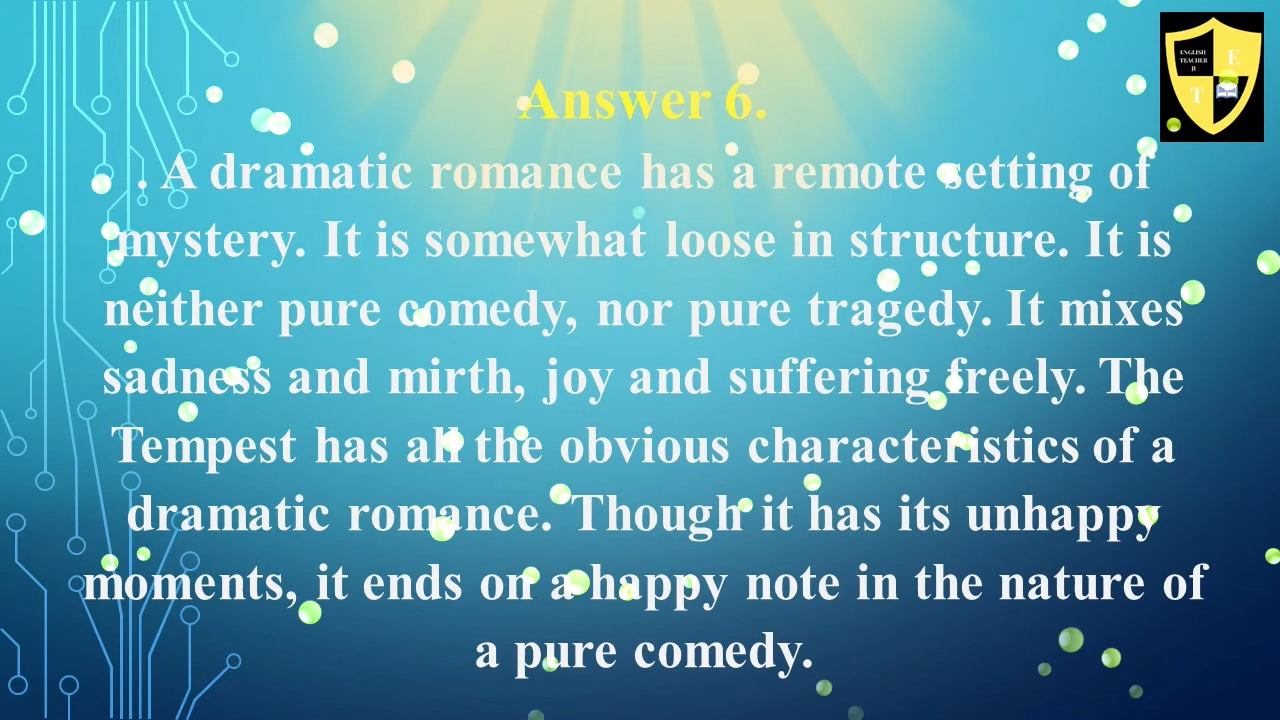 ENGLISH
TEACHER
JI
E
T
Answer 6.
. A dramatic romance has a remote setting of
mystery. It is somewhat loose in structure. It is
neither pure comedy, nor pure tragedy. It mixes
sadness and mirth, joy and suffering freely. The
Tempest has all the obvious characteristics of a
dramatic romance. Though it has its unhappy
moments, it ends on a happy note in the nature of
a pure comedy.